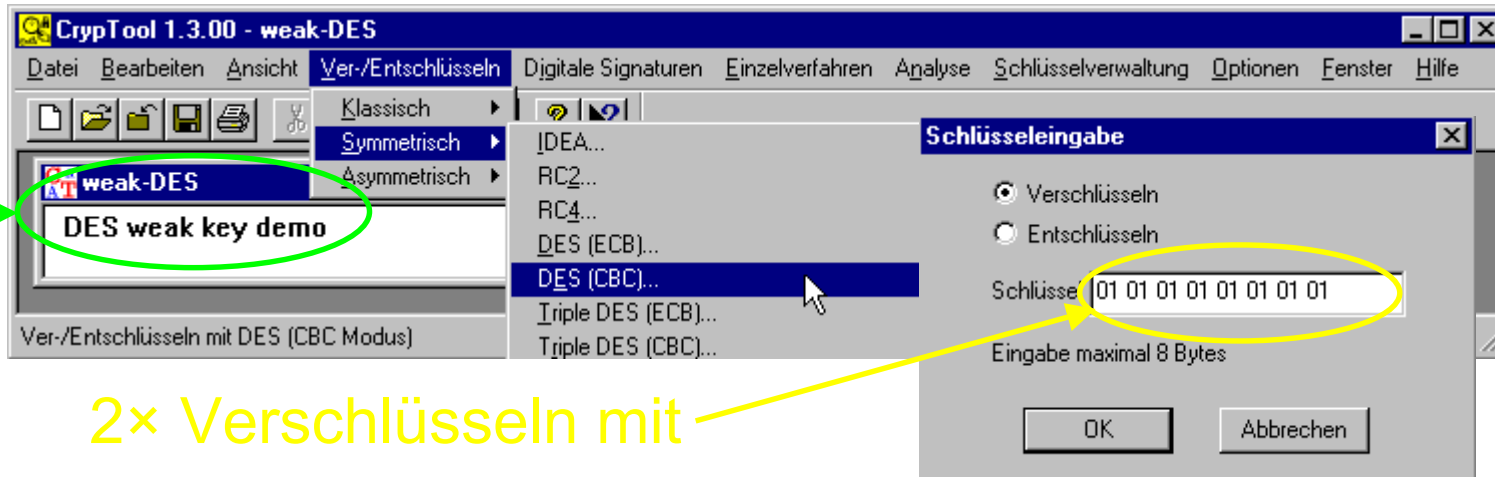 CrypTool 1.3.00 - weak-DES
Datei Bearbeiten Ansicht Ver-/Entschlüsseln Digitale Signaturen Einzelverfahren Analyse Schlüsselverwaltung Optionen Fenster Hilfe
Klassisch
Symmetrisch
Asymmetrisch
IDEA...
RC2...
RC4...
DES (ECB)...
DES (CBC)...
Triple DES (ECB)...
Triple DES (CBC)...
weak-DES
DES weak key demo
Ver-/Entschlüsseln mit DES (CBC Modus)
Schlüsseleingabe
Verschlüsseln
Entschlüsseln
Schlüssel 01 01 01 01 01 01 01 01
Eingabe maximal 8 Bytes
OK Abbrechen
2× Verschlüsseln mit